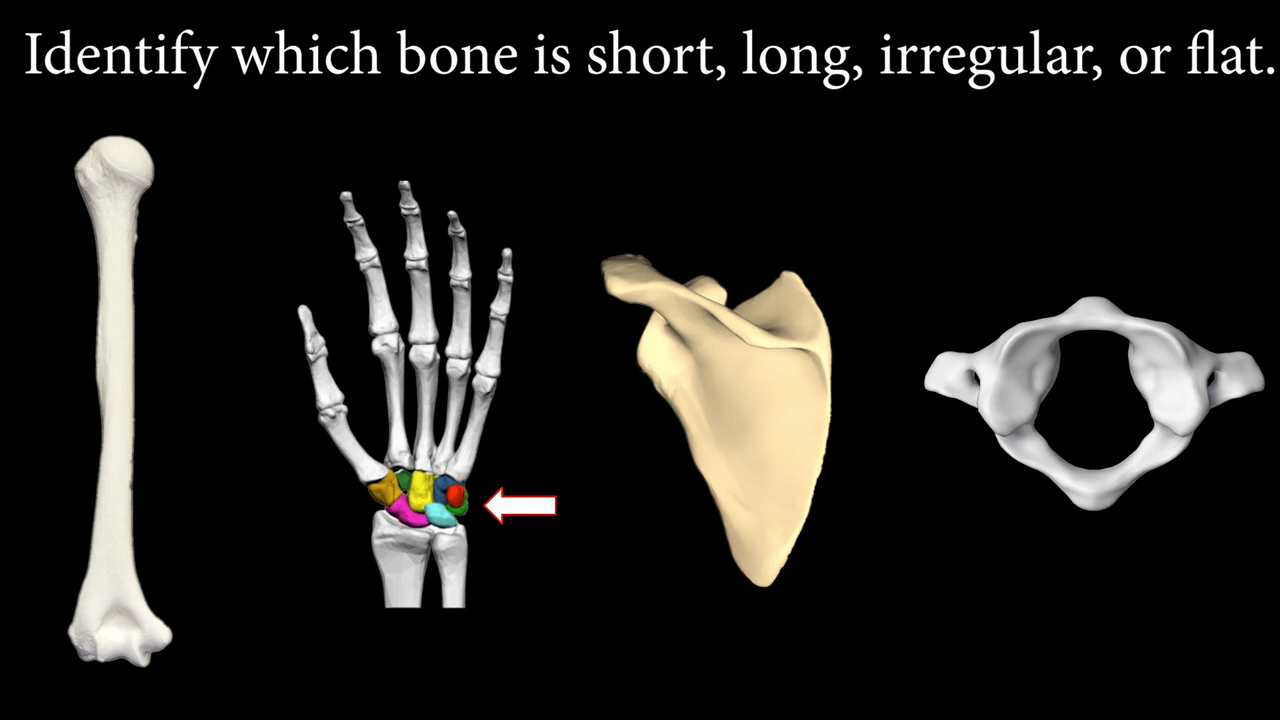 Identify which bone is short, long, irregular, or flat.